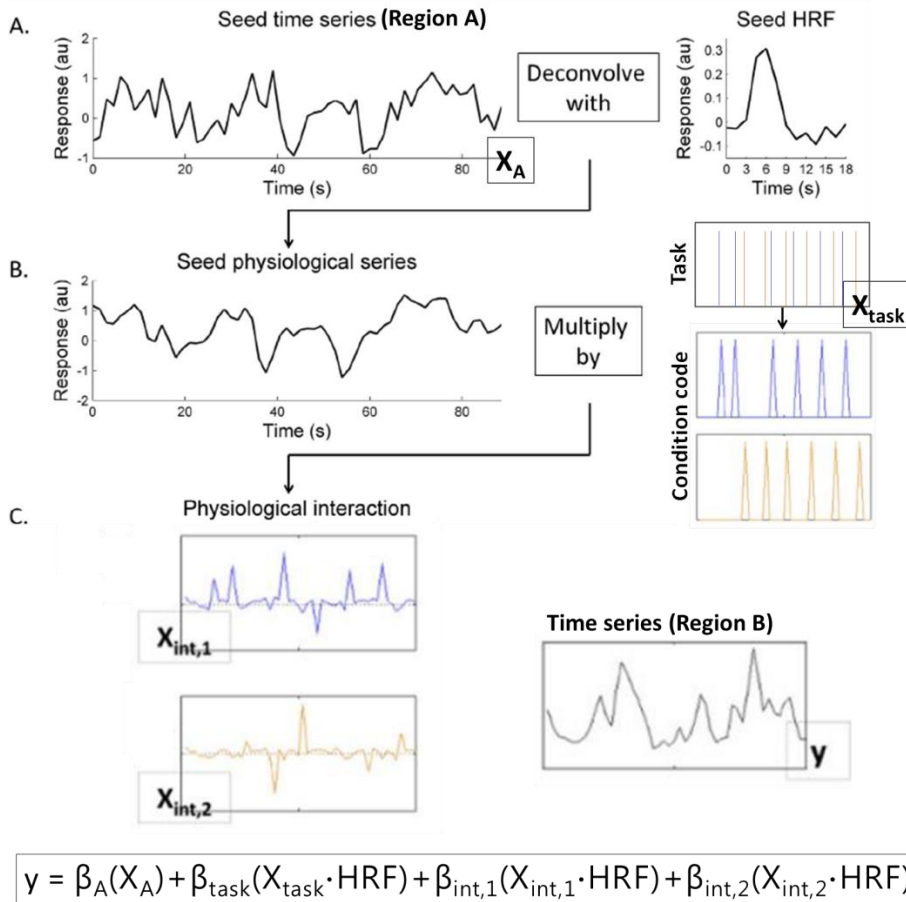 A.
Seed time series (Region A)
Response (au)
2
1
0
-1
0
20
40
60
80
Time (s)
X_A
Deconvolve
with
Seed HRF
Response (au)
0.3
0.2
0.1
0
-0.1
0 3 6 9 12 15 18
Time (s)
B.
Seed physiological series
Response (au)
2
1
0
-1
-2
0
20
40
60
80
Time (s)
Multiply
by
Task
X_task
Condition code
C.
Physiological interaction
X_int,1
X_int,2
Time series (Region B)
y
y = β_A(X_A)+β_task(X_task·HRF)+β_int,1(X_int,1·HRF)+β_int,2(X_int,2·HRF)